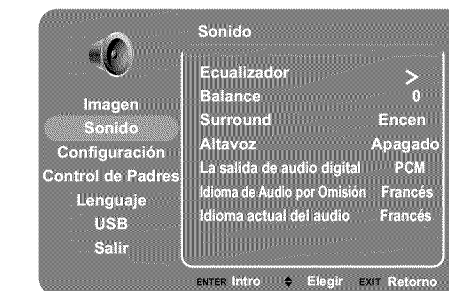 Sonido
Imagen
Sonido
Configuración
Control de Padres
Lenguaje
USB
Salir
Ecualizador >
Balance 0
Surround Encen
Altavoz Apagado
La salida de audio digital PCM
Idioma de Audio por Omisión Francés
Idioma actual del audio Francés
ENTER Intro Elegir EXIT Retorno